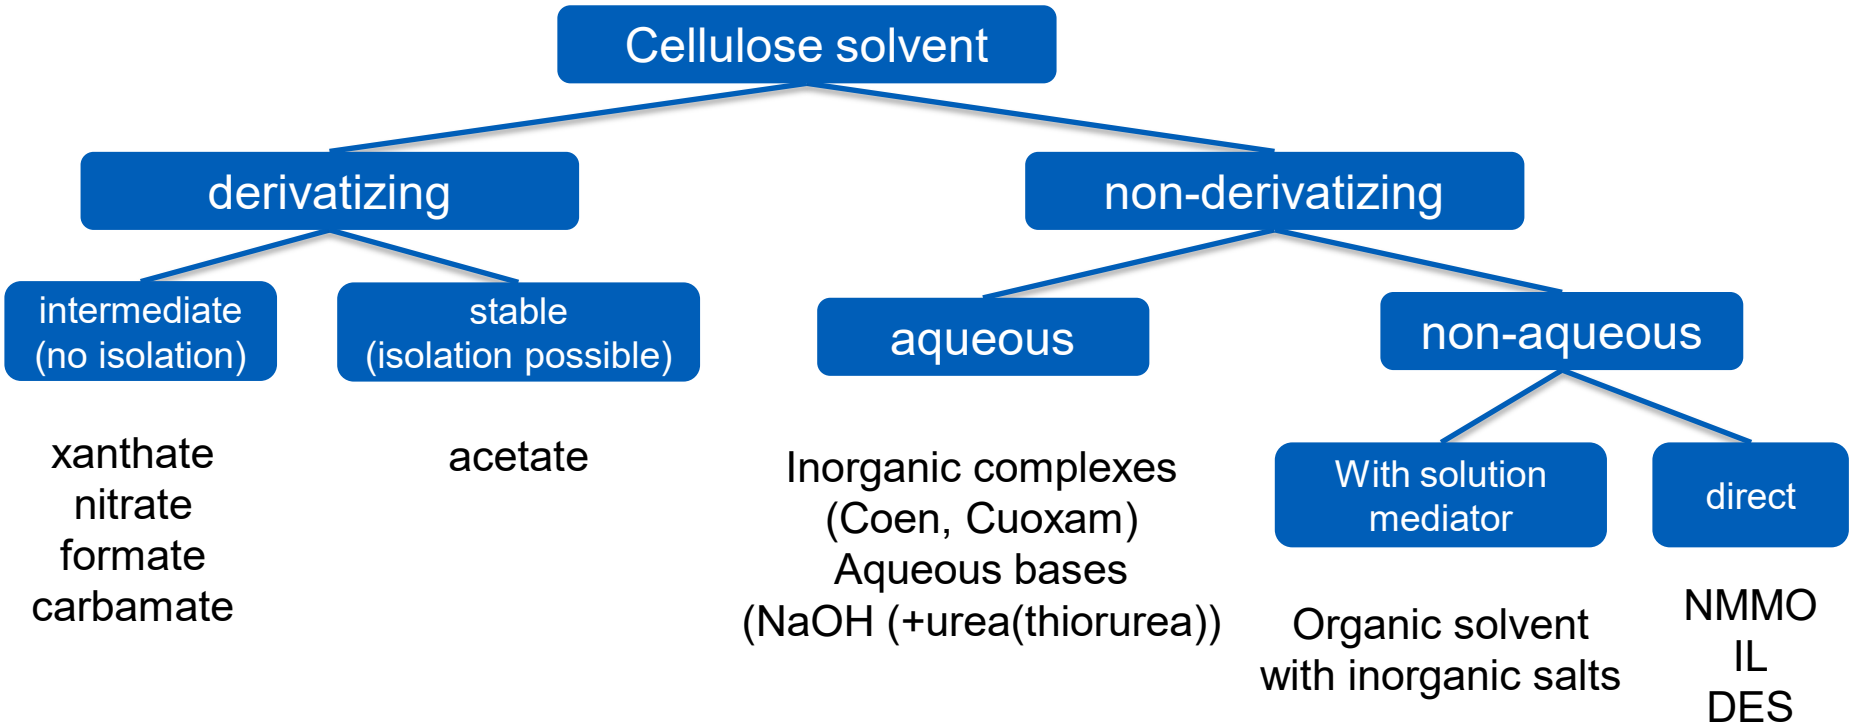 Cellulose solvent
derivatizing
non-derivatizing
intermediate
(no isolation)
stable
(isolation possible)
aqueous
non-aqueous
xanthate
nitrate
formate
carbamate
acetate
Inorganic complexes
(Coen, Cuoxam)
Aqueous bases
(NaOH (+urea(thiorurea))
With solution
mediator
direct
Organic solvent
with inorganic salts
NMMO
IL
DES